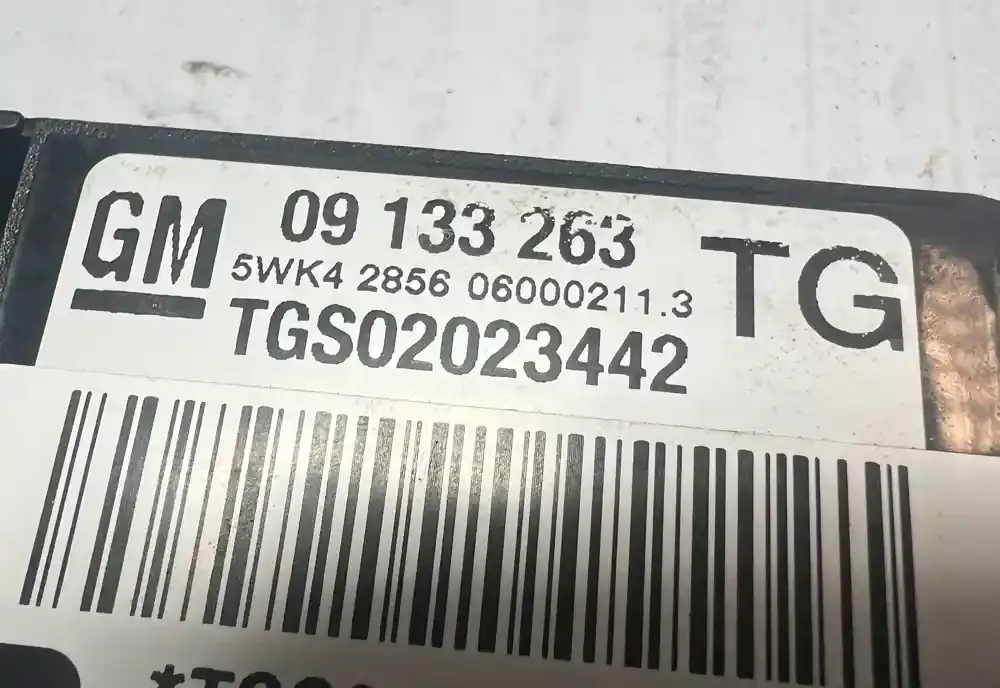 GM 09 133 263 TG
5WK4 2856 06000211.3
TGS02023442